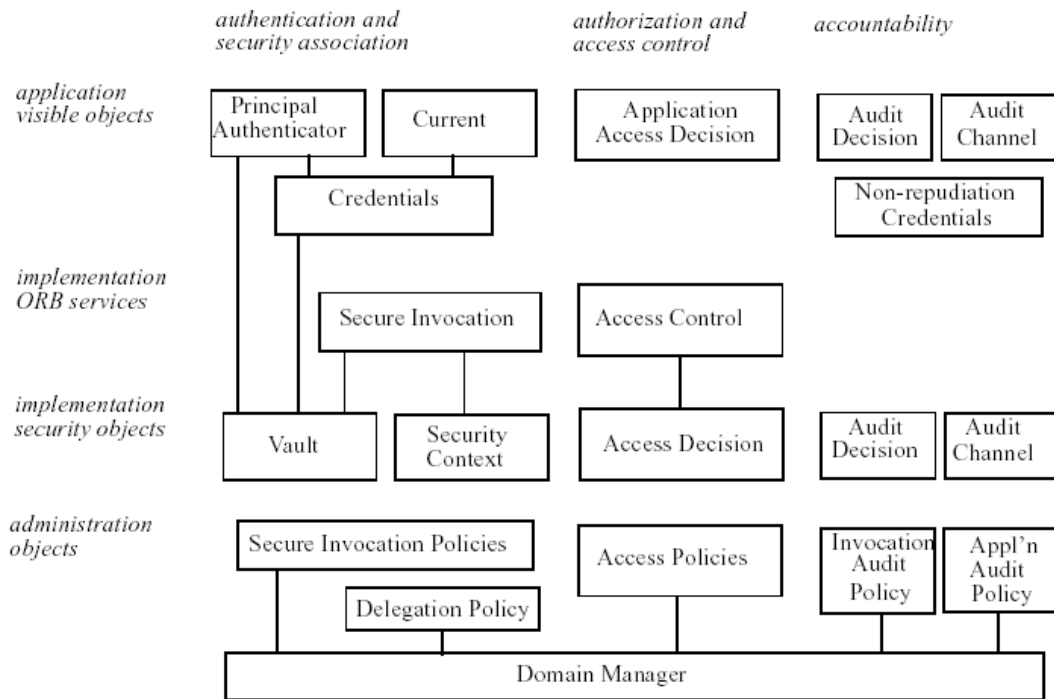 authentication and
security association
authorization and
access control
accountability
application
visible objects
Principal
Authenticator
Current
Application
Access Decision
Audit
Decision
Audit
Channel
Credentials
Non-repudiation
Credentials
implementation
ORB services
Secure Invocation
Access Control
implementation
security objects
Vault
Security
Context
Access Decision
Audit
Decision
Audit
Channel
administration
objects
Secure Invocation Policies
Access Policies
Invocation
Audit
Policy
Appl'n
Audit
Policy
Delegation Policy
Domain Manager